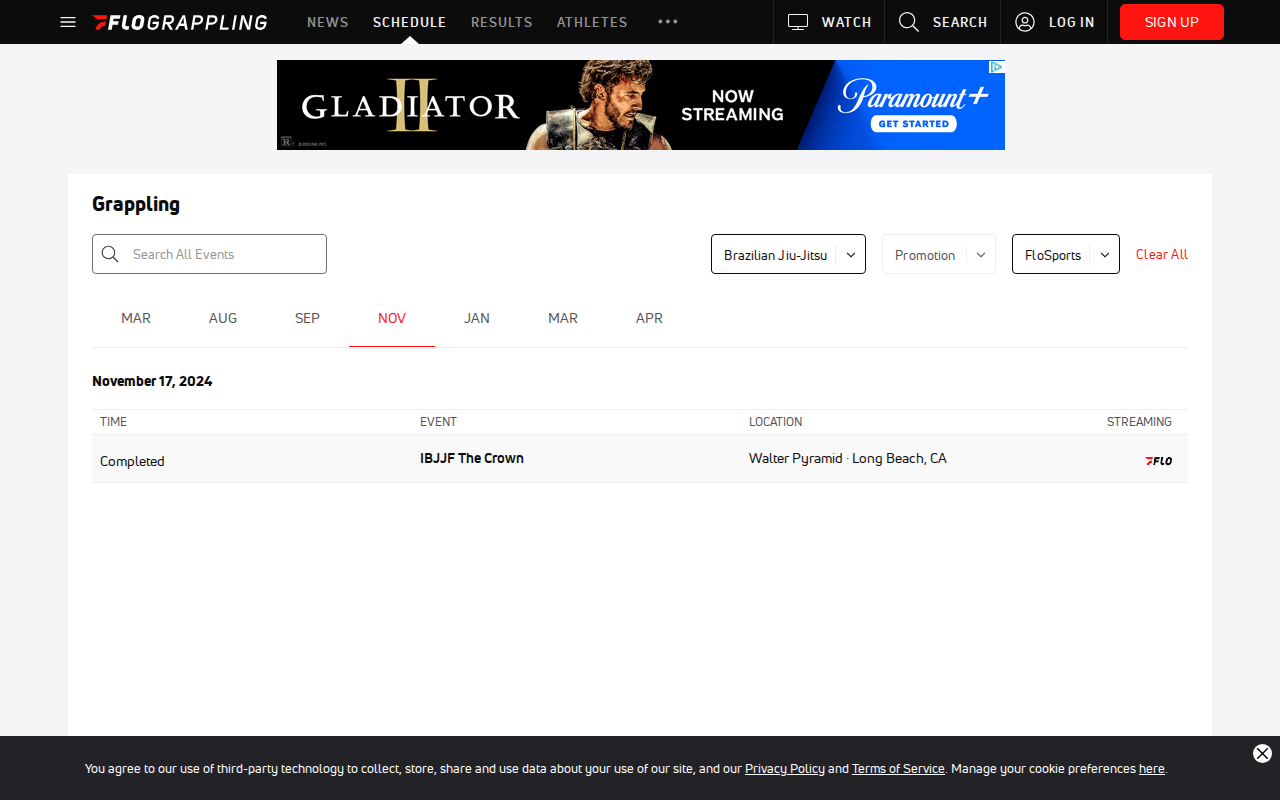 FLOGRAPPLING NEWS SCHEDULE RESULTS ATHLETES ••• WATCH SEARCH LOG IN SIGN UP
GLADIATOR II
NOW STREAMING
Paramount+
GET STARTED
R
Grappling
Search All Events Brazilian Jiu-Jitsu Promotion FloSports Clear All
MAR AUG SEP NOV JAN MAR APR
November 17, 2024
TIME EVENT LOCATION STREAMING
Completed IBJJF The Crown Walter Pyramid · Long Beach, CA FLO
You agree to our use of third-party technology to collect, store, share and use data about your use of our site, and our Privacy Policy and Terms of Service. Manage your cookie preferences here.